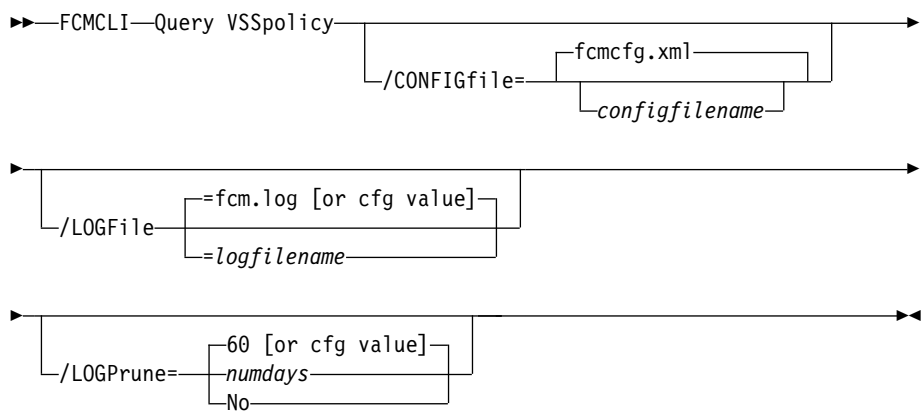 FCMCLI Query VSSpolicy
fcmcfg.xml
/CONFIGfile=
configfilename
=fcm.log [or cfg value]
/LOGFile
=logfilename
60 [or cfg value]
/LOGPrune=
numdays
No